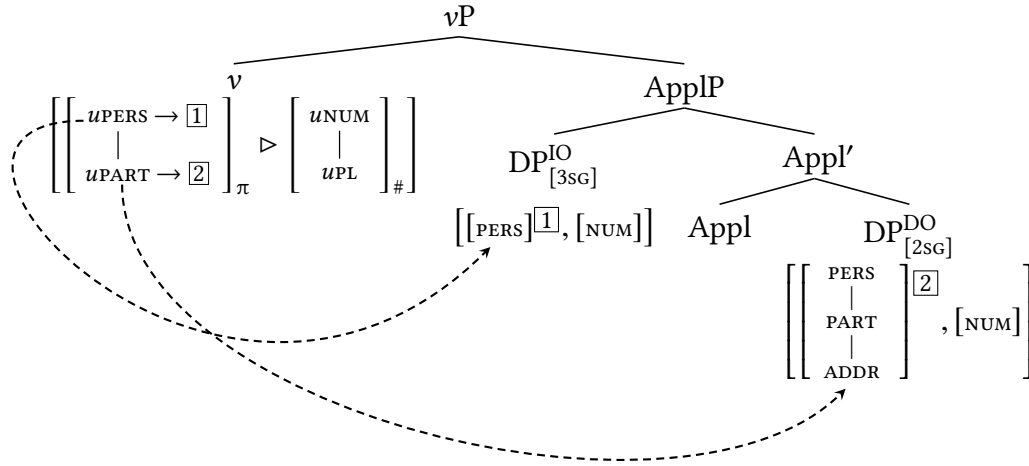 vP
v ApplP
[[uPERS → 1 | uPART → 2]π ▷ [uNUM | uPL]#]
DP^IO_[3SG] Appl′
[[PERS]^1, [NUM]] Appl DP^DO_[2SG]
[[PERS | PART | ADDR]^2, [NUM]]